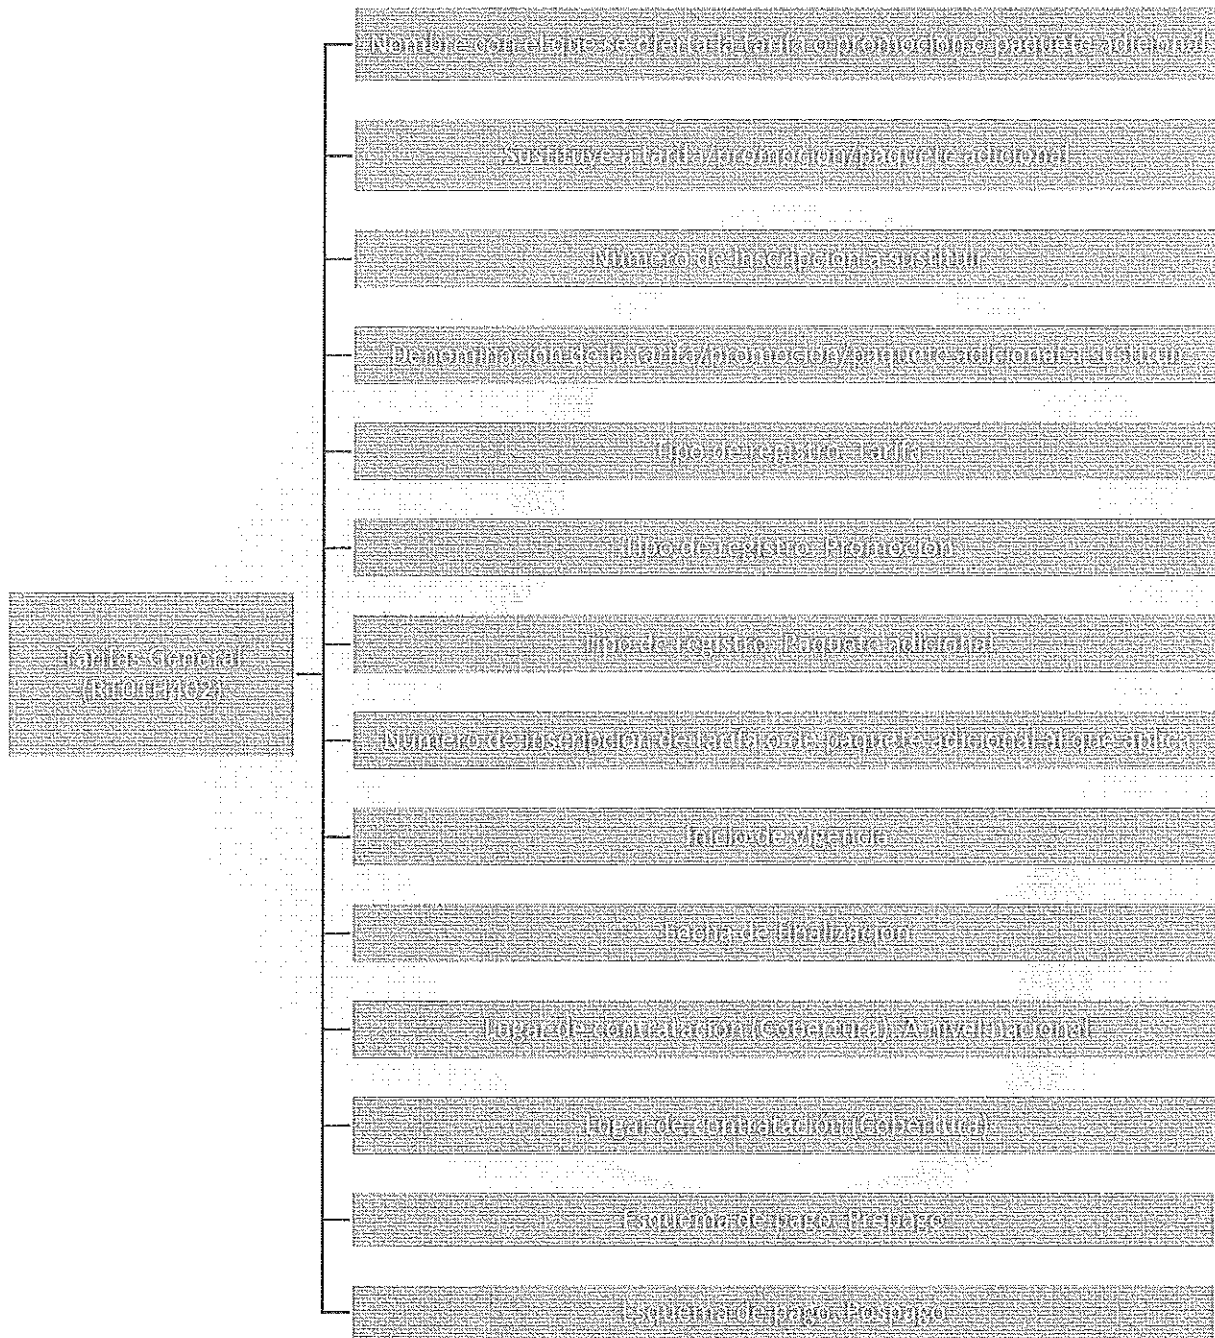 Nombre con el que se oferta la tarifa o promoción o paquete adicional
Sustituye a tarifa/promoción/paquete adicional
Número de inscripción a sustituir
Denominación de la tarifa/promoción/paquete adicional a sustituir
Tipo de registro. Tarifa
Tipo de registro. Promoción
Tipo de registro. Paquete adicional
Tarifas General
Número de inscripción de tarifa o de paquete adicional al que aplica
Inicio de vigencia
Fecha de finalización
Lugar de contratación (Cobertura). A nivel nacional
Lugar de contratación (Cobertura)
Esquema de pago. Prepago
Esquema de pago. Pospago